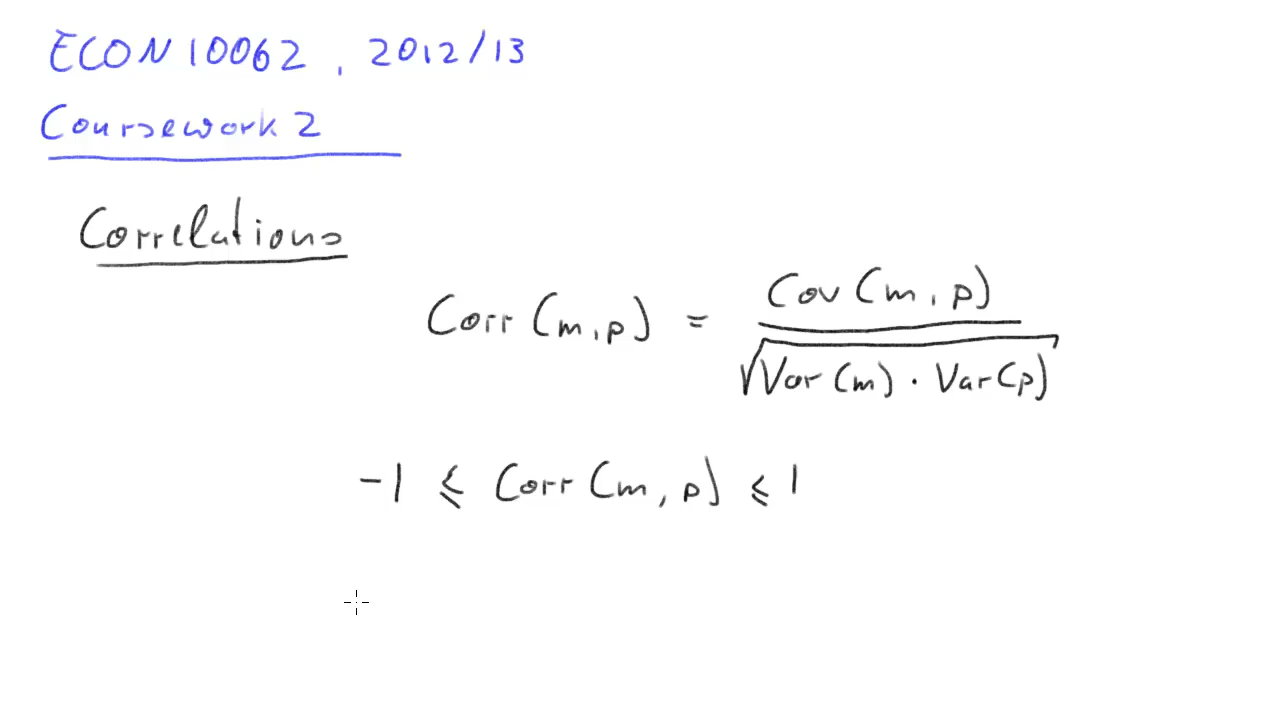 ECON 10062, 2012/13
Coursework 2
Correlations
Corr (m, p) = Cov (m, p) / √Var (m) · Var (p)
-1 ≤ Corr (m, p) ≤ 1